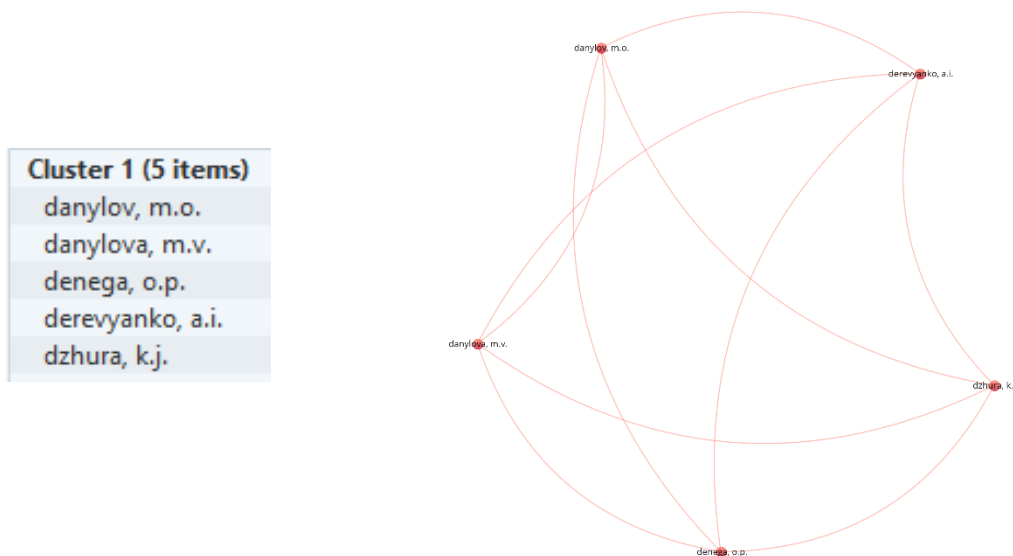 Cluster 1 (5 items)
danylov, m.o.
danylova, m.v.
denega, o.p.
derevyanko, a.i.
dzhura, k.j.
danylov, m.o.
derevyanko, a.i.
danylova, m.v.
dzhura, k.
denega, o.p.